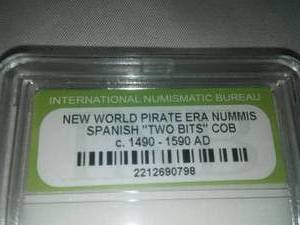 INTERNATIONAL NUMISMATIC BUREAU
NEW WORLD PIRATE ERA NUMMIS
SPANISH "TWO BITS" COB
c. 1490 - 1590 AD
2212690798